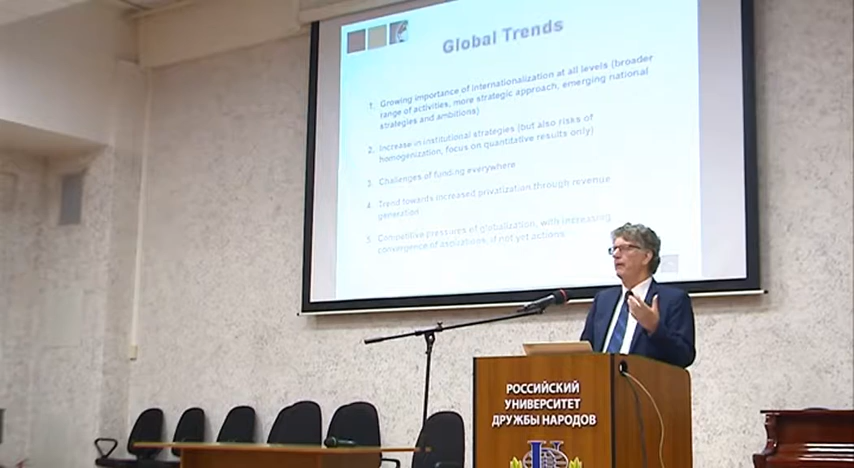 Global Trends
1. Growing importance of internationalization at all levels (broader
range of activities, more strategic approach, emerging national
strategies and ambitions)
2. Increase in institutional strategies (but also risks of
homogenization, focus on quantitative results only)
3. Challenges of funding everywhere
4. Trend towards increased privatization through revenue
generation
5. Competitive pressures of globalization, with increasing
convergence of aspirations, if not yet actions
РОССИЙСКИЙ
УНИВЕРСИТЕТ
ДРУЖБЫ НАРОДОВ